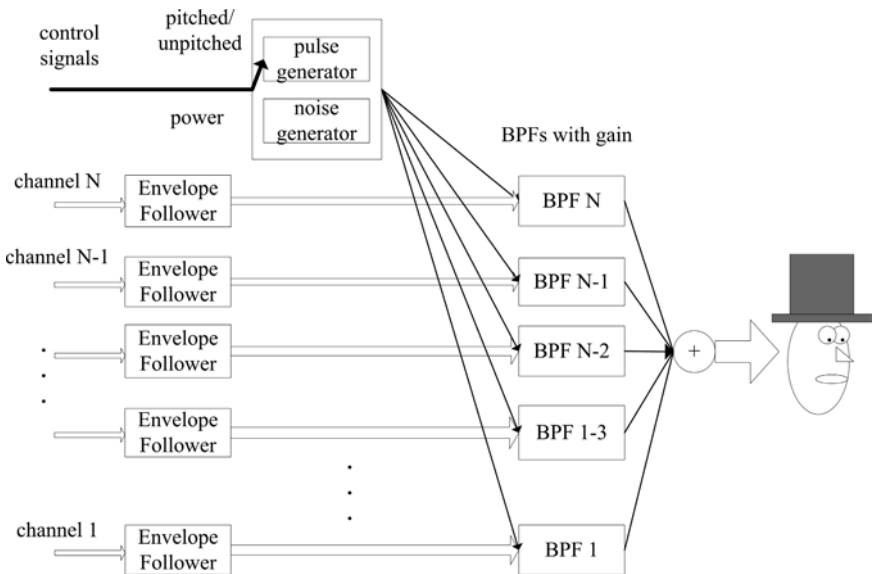 pitched/
unpitched
control
signals
pulse
generator
power
noise
generator
BPFs with gain
channel N
Envelope
Follower
BPF N
channel N-1
Envelope
Follower
BPF N-1
Envelope
Follower
BPF N-2
+
Envelope
Follower
BPF 1-3
channel 1
Envelope
Follower
BPF 1